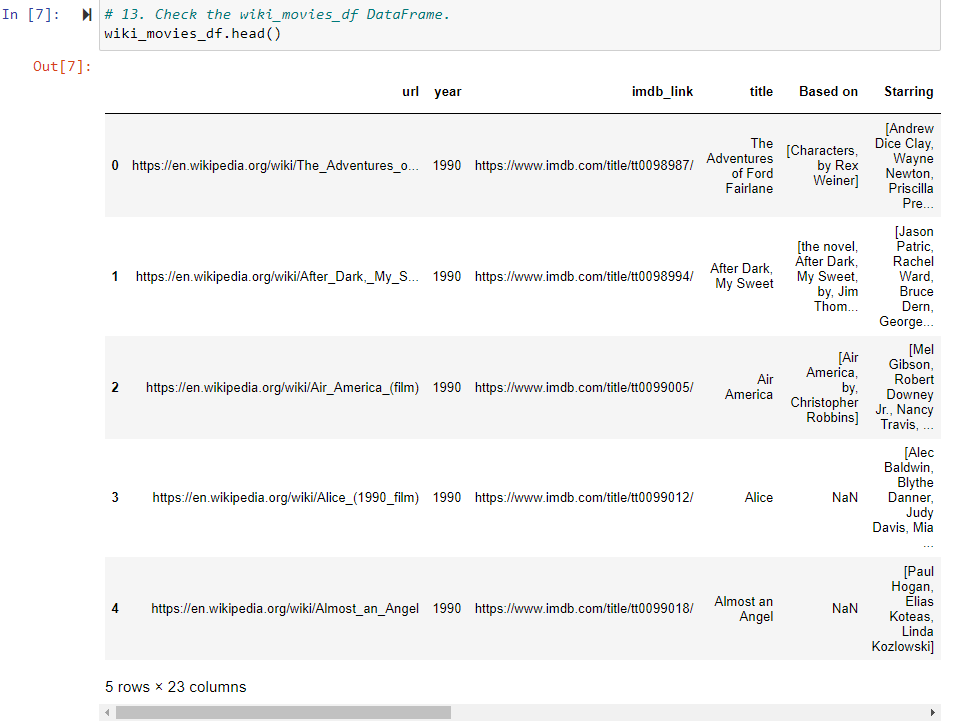 In [7]: # 13. Check the wiki_movies_df DataFrame.
wiki_movies_df.head()
Out[7]:
url year imdb_link title Based on Starring
0 https://en.wikipedia.org/wiki/The_Adventures_o... 1990 https://www.imdb.com/title/tt0098987/ The Adventures of Ford Fairlane [Characters, by Rex Weiner] [Andrew Dice Clay, Wayne Newton, Priscilla Pre...
1 https://en.wikipedia.org/wiki/After_Dark,_My_S... 1990 https://www.imdb.com/title/tt0098994/ After Dark, My Sweet [the novel, After Dark, My Sweet, by, Jim Thom... [Jason Patric, Rachel Ward, Bruce Dern, George...
2 https://en.wikipedia.org/wiki/Air_America_(film) 1990 https://www.imdb.com/title/tt0099005/ Air America [Air America, by, Christopher Robbins] [Mel Gibson, Robert Downey Jr., Nancy Travis, ...
3 https://en.wikipedia.org/wiki/Alice_(1990_film) 1990 https://www.imdb.com/title/tt0099012/ Alice NaN [Alec Baldwin, Blythe Danner, Judy Davis, Mia ...
4 https://en.wikipedia.org/wiki/Almost_an_Angel 1990 https://www.imdb.com/title/tt0099018/ Almost an Angel NaN [Paul Hogan, Elias Koteas, Linda Kozlowski]
5 rows × 23 columns